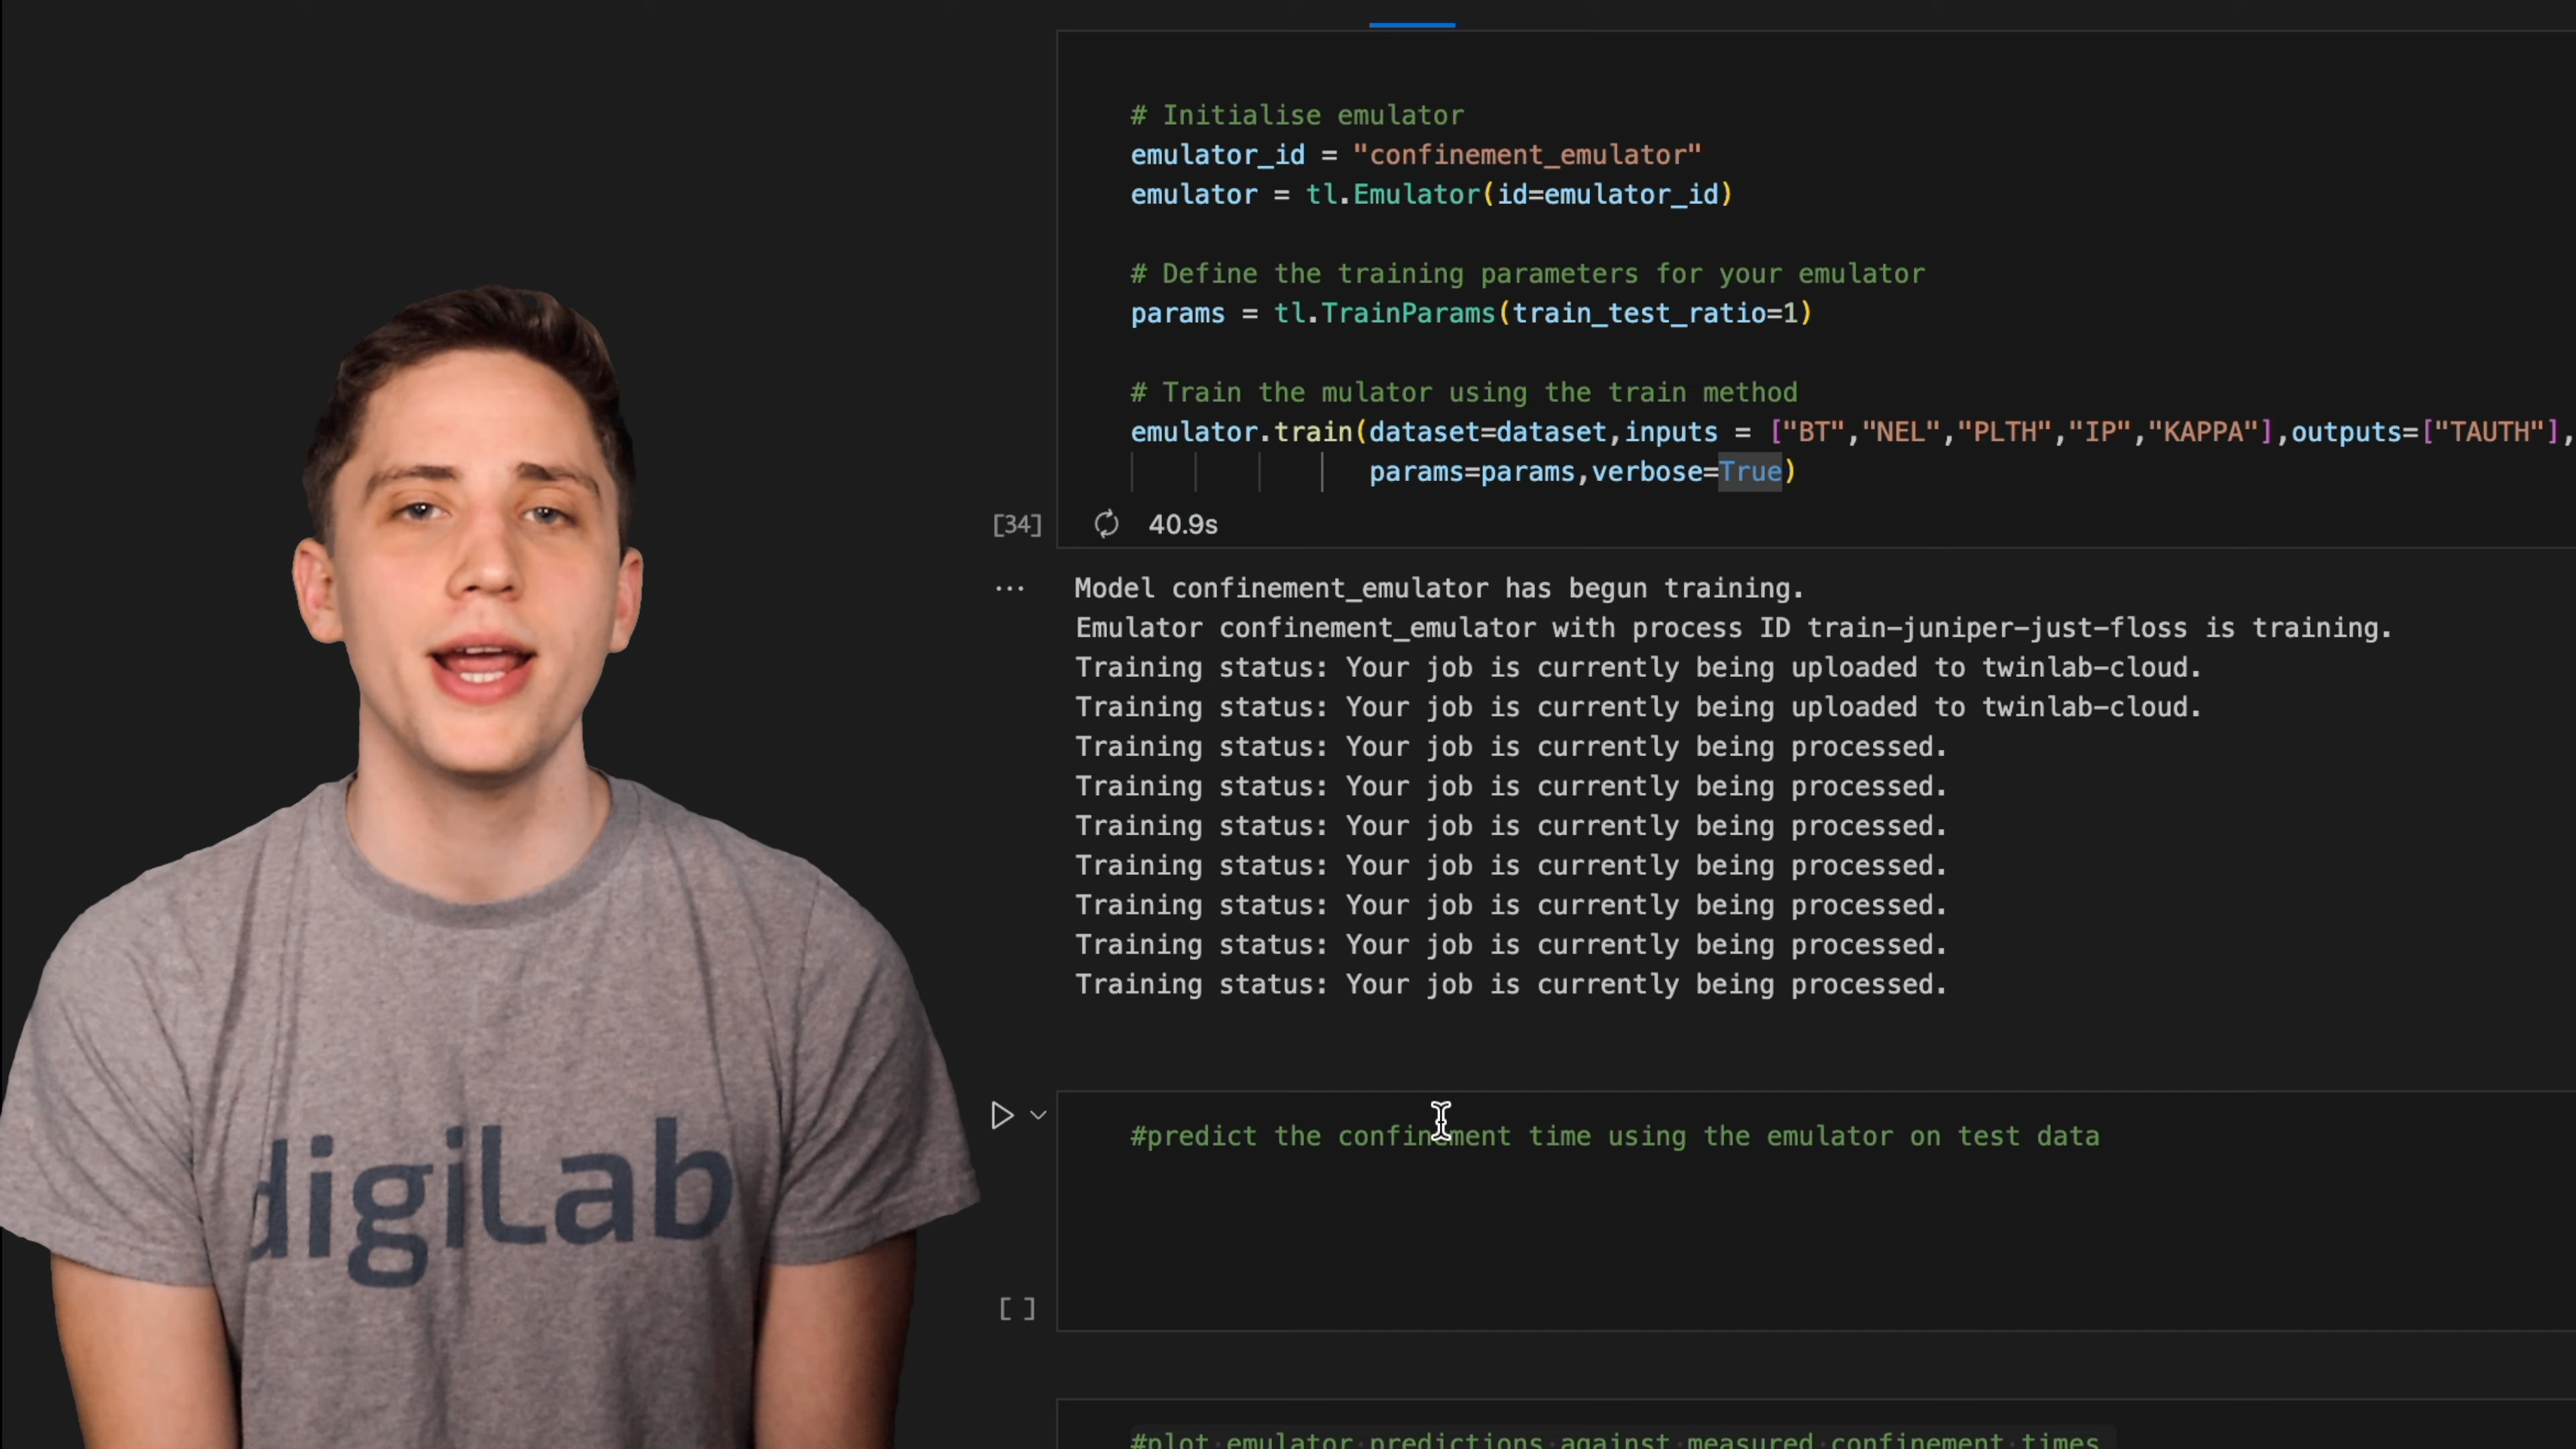 # Initialise emulator
emulator_id = "confinement_emulator"
emulator = tl.Emulator(id=emulator_id)
# Define the training parameters for your emulator
params = tl.TrainParams(train_test_ratio=1)
# Train the mulator using the train method
emulator.train(dataset=dataset,inputs = ["BT","NEL","PLTH","IP","KAPPA"],outputs=["TAUTH"],
params=params,verbose=True)
[34] 40.9s
... Model confinement_emulator has begun training.
Emulator confinement_emulator with process ID train-juniper-just-floss is training.
Training status: Your job is currently being uploaded to twinlab-cloud.
Training status: Your job is currently being uploaded to twinlab-cloud.
Training status: Your job is currently being processed.
Training status: Your job is currently being processed.
Training status: Your job is currently being processed.
Training status: Your job is currently being processed.
Training status: Your job is currently being processed.
Training status: Your job is currently being processed.
Training status: Your job is currently being processed.
#predict the confinement time using the emulator on test data
[ ]
#plot emulator predictions against measured confinement times
digiLab